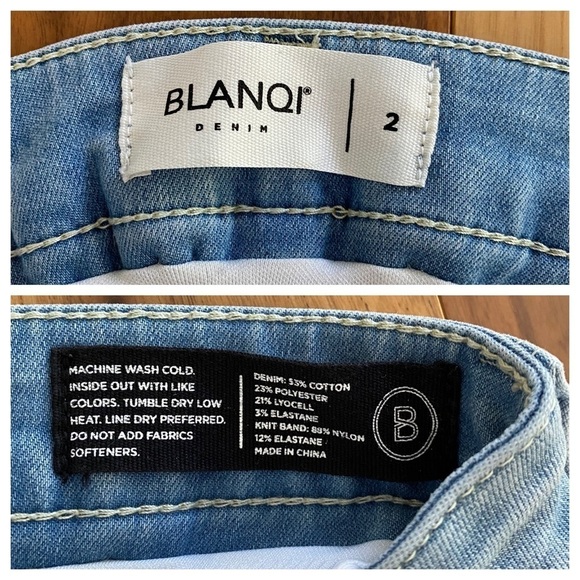 BLANQI®
DENIM
2
MACHINE WASH COLD.
INSIDE OUT WITH LIKE
COLORS. TUMBLE DRY LOW
HEAT. LINE DRY PREFERRED.
DO NOT ADD FABRICS
SOFTENERS.
DENIM: 53% COTTON
23% POLYESTER
21% LYOCELL
3% ELASTANE
KNIT BAND: 88% NYLON
12% ELASTANE
MADE IN CHINA
B